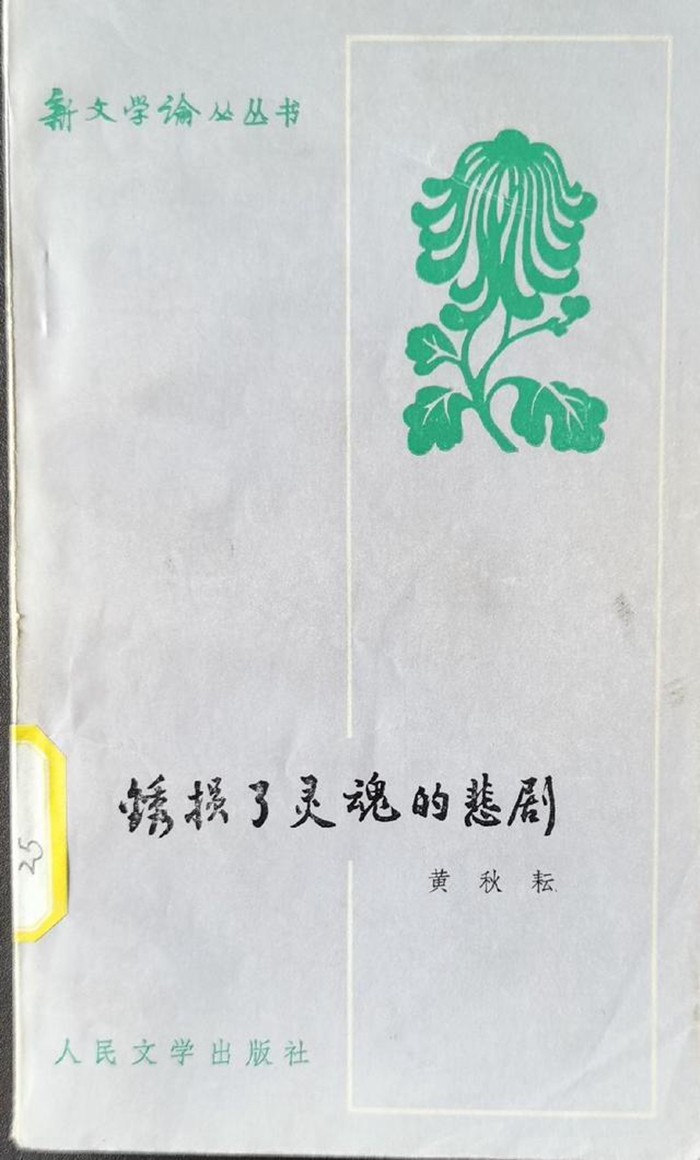 新文学论丛丛书
锈损了灵魂的悲剧
黄秋耘
25
人民文学出版社